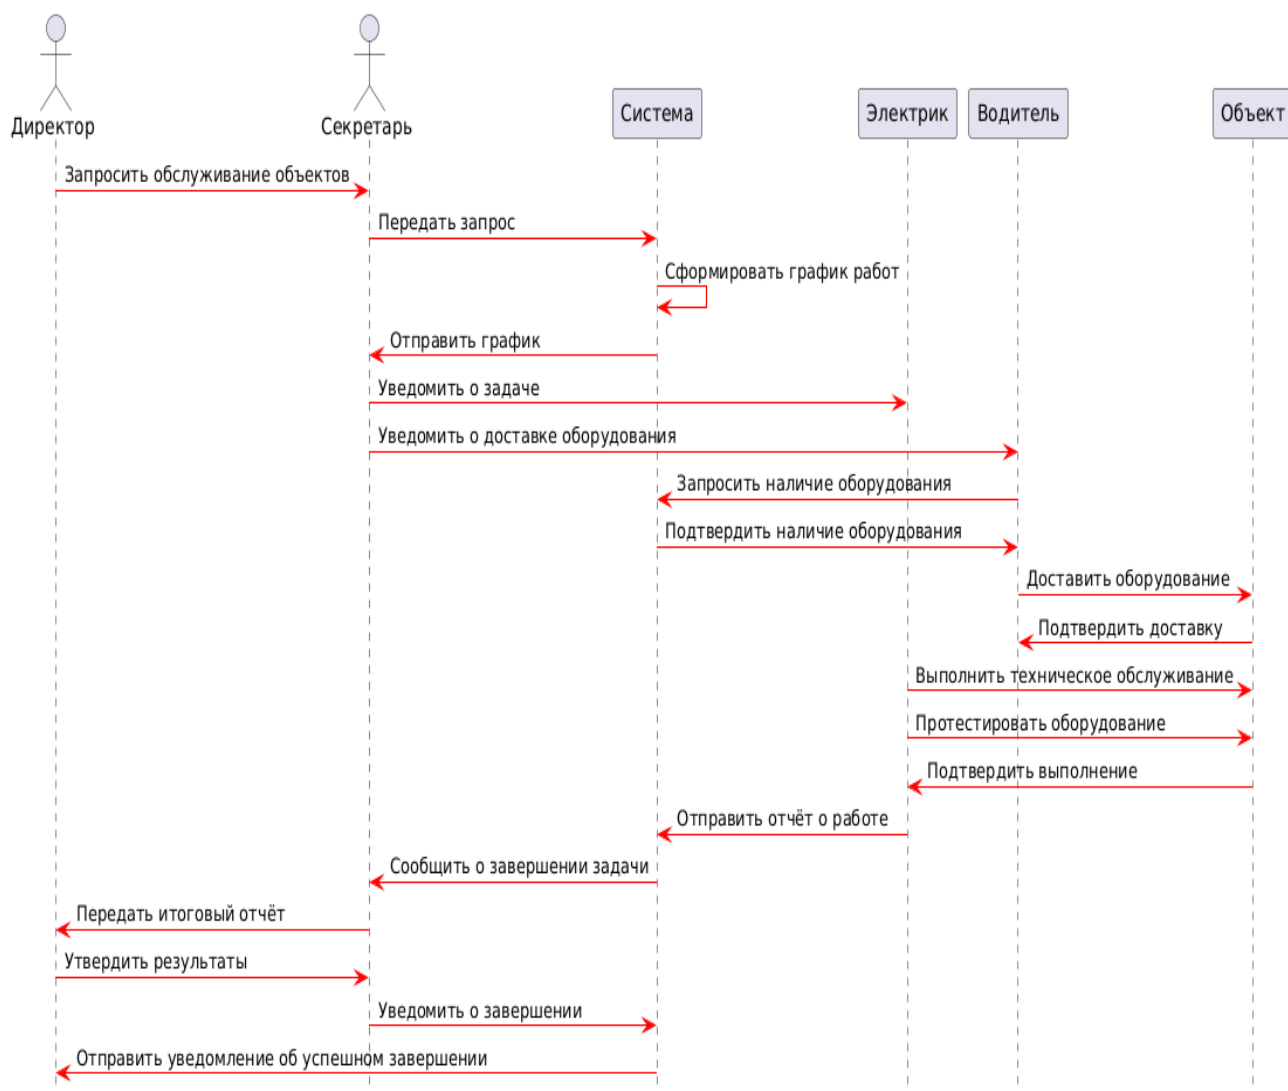 Директор
Секретарь
Система
Электрик
Водитель
Объект
Запросить обслуживание объектов
Передать запрос
Сформировать график работ
Отправить график
Уведомить о задаче
Уведомить о доставке оборудования
Запросить наличие оборудования
Подтвердить наличие оборудования
Доставить оборудование
Подтвердить доставку
Выполнить техническое обслуживание
Протестировать оборудование
Подтвердить выполнение
Отправить отчёт о работе
Сообщить о завершении задачи
Передать итоговый отчёт
Утвердить результаты
Уведомить о завершении
Отправить уведомление об успешном завершении